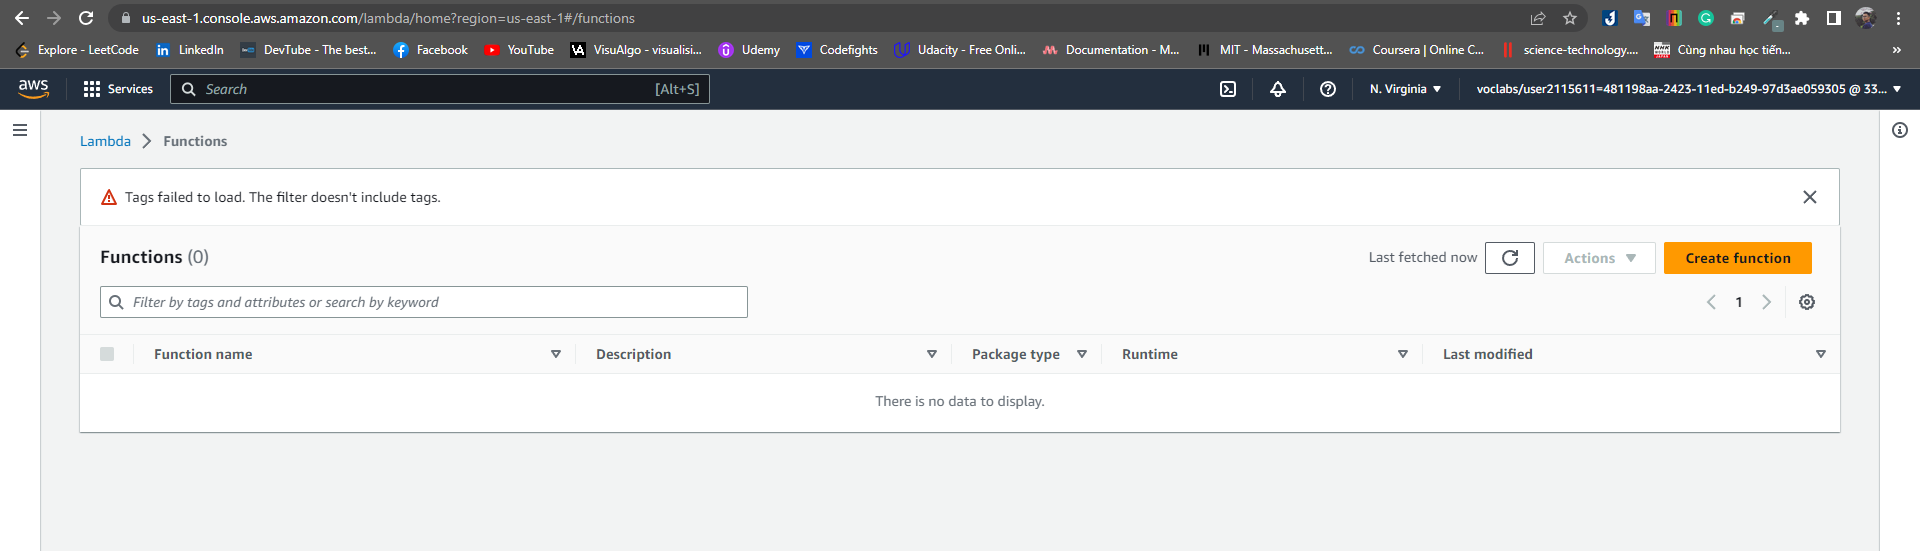 us-east-1.console.aws.amazon.com/lambda/home?region=us-east-1#/functions
Explore - LeetCode LinkedIn DevTube - The best... Facebook YouTube VisuAlgo - visualisi... Udemy Codefights Udacity - Free Onli... Documentation - M... MIT - Massachusett... Coursera | Online C... science-technology.... Cùng nhau học tiến... »
aws Services Search [Alt+S] N. Virginia voclabs/user2115611=481198aa-2423-11ed-b249-97d3ae059305 @ 33...
Lambda Functions
Tags failed to load. The filter doesn't include tags.
Functions (0) Last fetched now Actions Create function
Filter by tags and attributes or search by keyword 1
Function name Description Package type Runtime Last modified
There is no data to display.